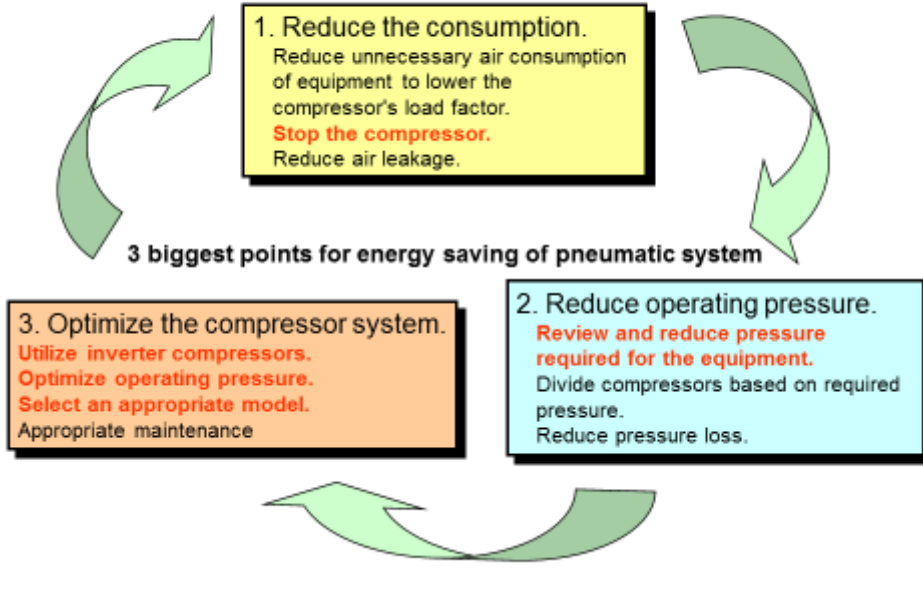 1. Reduce the consumption.
Reduce unnecessary air consumption
of equipment to lower the
compressor's load factor.
Stop the compressor.
Reduce air leakage.
3 biggest points for energy saving of pneumatic system
2. Reduce operating pressure.
Review and reduce pressure
required for the equipment.
Divide compressors based on required
pressure.
Reduce pressure loss.
3. Optimize the compressor system.
Utilize inverter compressors.
Optimize operating pressure.
Select an appropriate model.
Appropriate maintenance